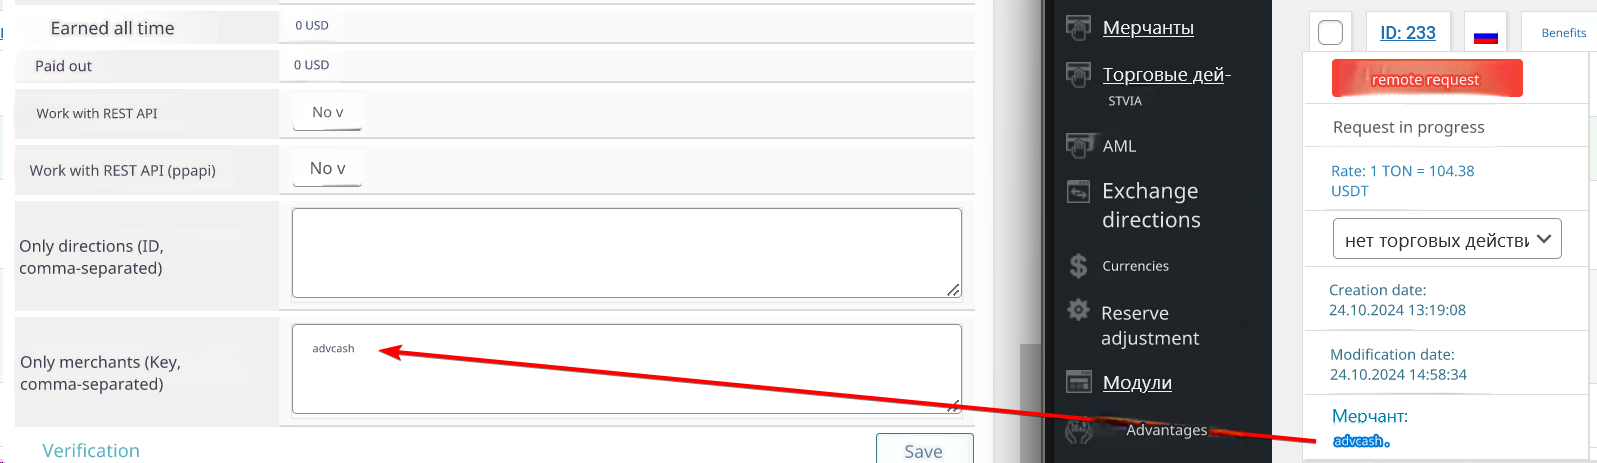 Earned all time
0 USD
Paid out
0 USD
Work with REST API
No v
Work with REST API (ppapi)
No v
Only directions (ID,
comma-separated)
Only merchants (Key,
comma-separated)
advcash
Verification
Save
Мерчанты
Торговые дей-
STVIA
AML
Exchange
directions
Currencies
Reserve
adjustment
Модули
Advantages
ID: 233
Benefits
remote request
Request in progress
Rate: 1 TON = 104.38
USDT
нет торговых действи
Creation date:
24.10.2024 13:19:08
Modification date:
24.10.2024 14:58:34
Мерчант:
advcash.